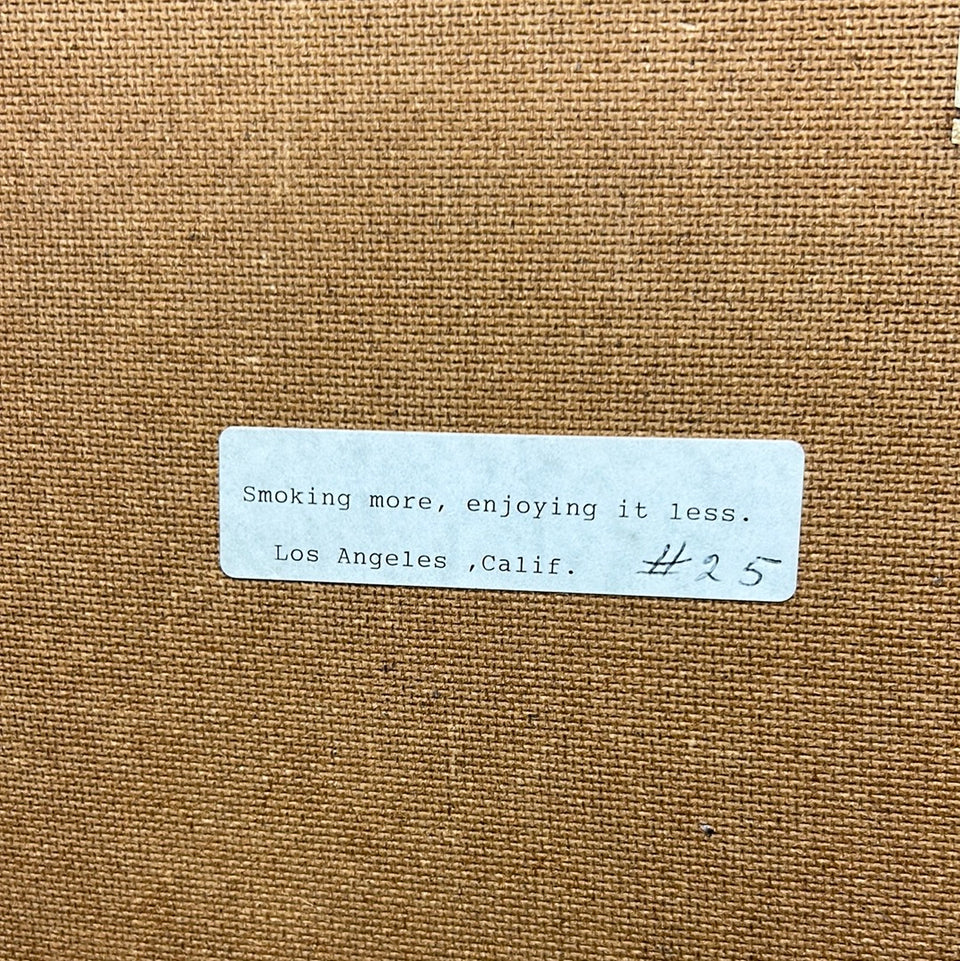 Smoking more, enjoying it less.
Los Angeles ,Calif. #25